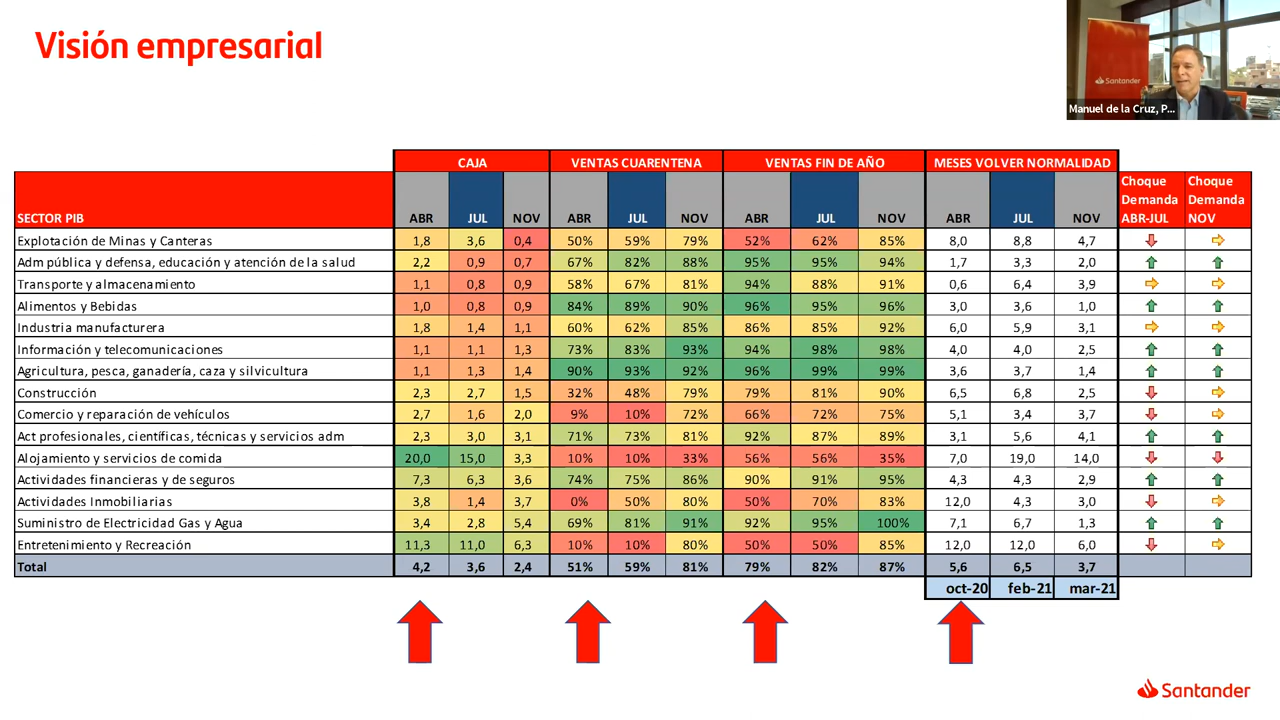 Visión empresarial
Santander
Manuel de la Cruz, P...
CAJA VENTAS CUARENTENA VENTAS FIN DE AÑO MESES VOLVER NORMALIDAD
SECTOR PIB ABR JUL NOV ABR JUL NOV ABR JUL NOV ABR JUL NOV Choque Demanda ABR-JUL Choque Demanda NOV
Explotación de Minas y Canteras 1,8 3,6 0,4 50% 59% 79% 52% 62% 85% 8,0 8,8 4,7
Adm pública y defensa, educación y atención de la salud 2,2 0,9 0,7 67% 82% 88% 95% 95% 94% 1,7 3,3 2,0
Transporte y almacenamiento 1,1 0,8 0,9 58% 67% 81% 94% 88% 91% 0,6 6,4 3,9
Alimentos y Bebidas 1,0 0,8 0,9 84% 89% 90% 96% 95% 96% 3,0 3,6 1,0
Industria manufacturera 1,8 1,4 1,1 60% 62% 85% 86% 85% 92% 6,0 5,9 3,1
Información y telecomunicaciones 1,1 1,1 1,3 73% 83% 93% 94% 98% 98% 4,0 4,0 2,5
Agricultura, pesca, ganadería, caza y silvicultura 1,1 1,3 1,4 90% 93% 92% 96% 99% 99% 3,6 3,7 1,4
Construcción 2,3 2,7 1,5 32% 48% 79% 79% 81% 90% 6,5 6,8 2,5
Comercio y reparación de vehículos 2,7 1,6 2,0 9% 10% 72% 66% 72% 75% 5,1 3,4 3,7
Act profesionales, científicas, técnicas y servicios adm 2,3 3,0 3,1 71% 73% 81% 92% 87% 89% 3,1 5,6 4,1
Alojamiento y servicios de comida 20,0 15,0 3,3 10% 10% 33% 56% 56% 35% 7,0 19,0 14,0
Actividades financieras y de seguros 7,3 6,3 3,6 74% 75% 86% 90% 91% 95% 4,3 4,3 2,9
Actividades Inmobiliarias 3,8 1,4 3,7 0% 50% 80% 50% 70% 83% 12,0 4,3 3,0
Suministro de Electricidad Gas y Agua 3,4 2,8 5,4 69% 81% 91% 92% 95% 100% 7,1 6,7 1,3
Entretenimiento y Recreación 11,3 11,0 6,3 10% 10% 80% 50% 50% 85% 12,0 12,0 6,0
Total 4,2 3,6 2,4 51% 59% 81% 79% 82% 87% 5,6 6,5 3,7
oct-20 feb-21 mar-21
Santander